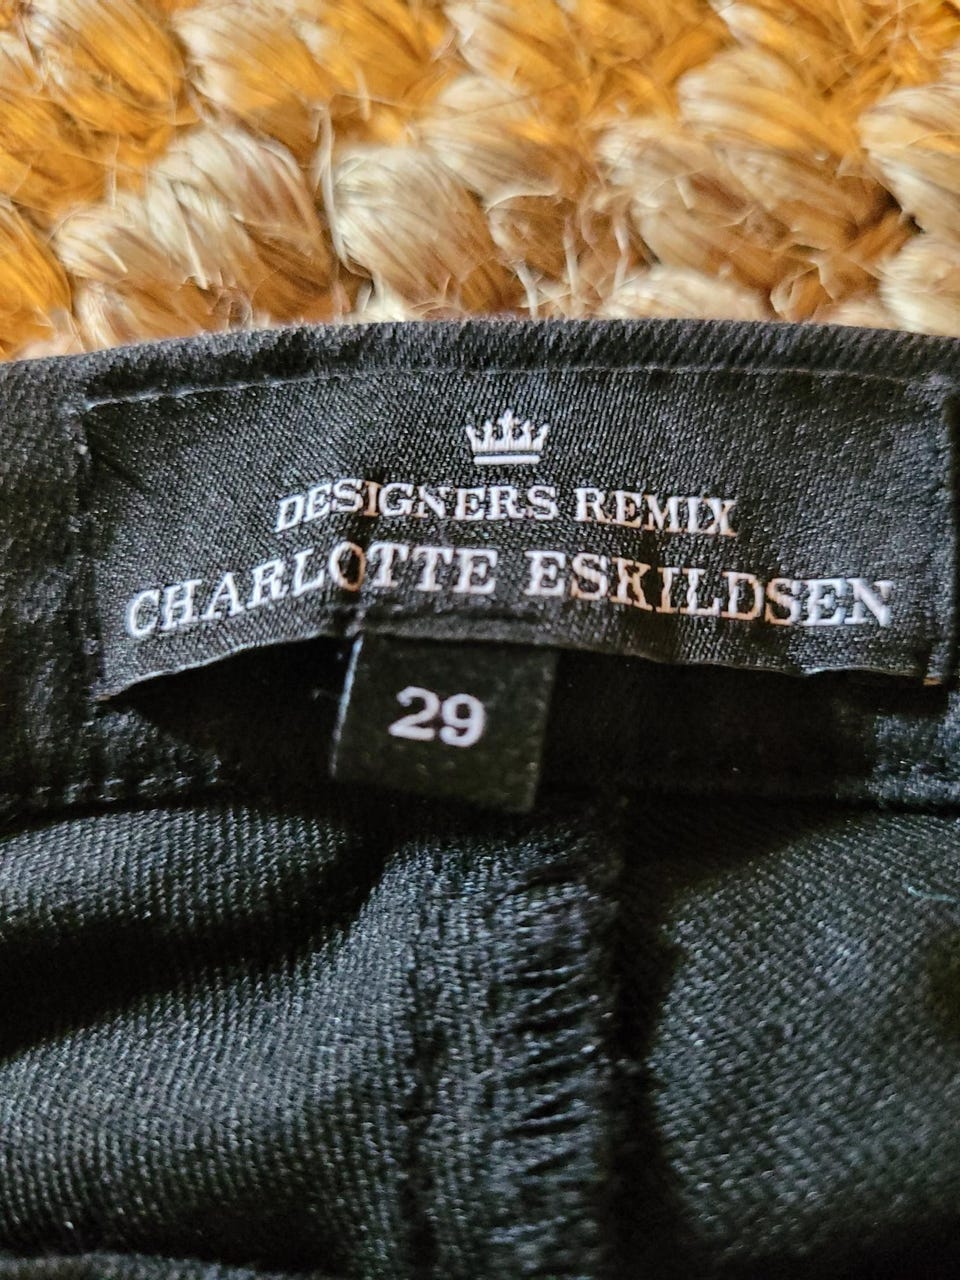 DESIGNERS REMIX
CHARLOTTE ESKILDSEN
29